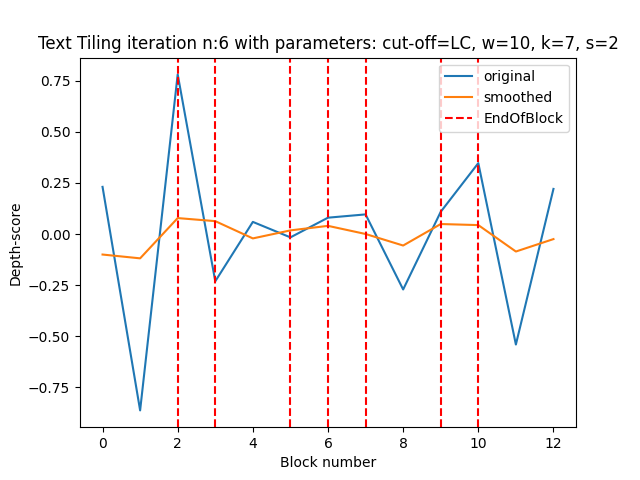 Text Tiling iteration n:6 with parameters: cut-off=LC, w=10, k=7, s=2
original
smoothed
EndOfBlock
0.75
0.50
0.25
0.00
−0.25
−0.50
−0.75
Depth-score
0 2 4 6 8 10 12
Block number